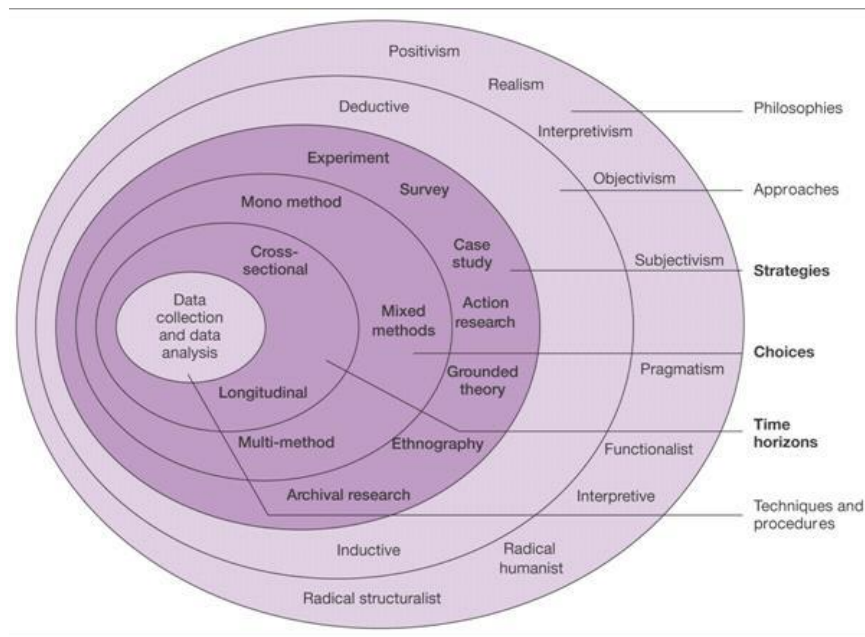 Positivism
Realism
Deductive
Philosophies
Interpretivism
Experiment
Objectivism
Survey
Approaches
Mono method
Cross-
sectional
Case
study
Subjectivism
Strategies
Data
collection
and data
analysis
Mixed
methods
Action
research
Choices
Pragmatism
Grounded
theory
Longitudinal
Time
horizons
Multi-method
Ethnography
Functionalist
Archival research
Interpretive
Techniques and
procedures
Inductive
Radical
humanist
Radical structuralist